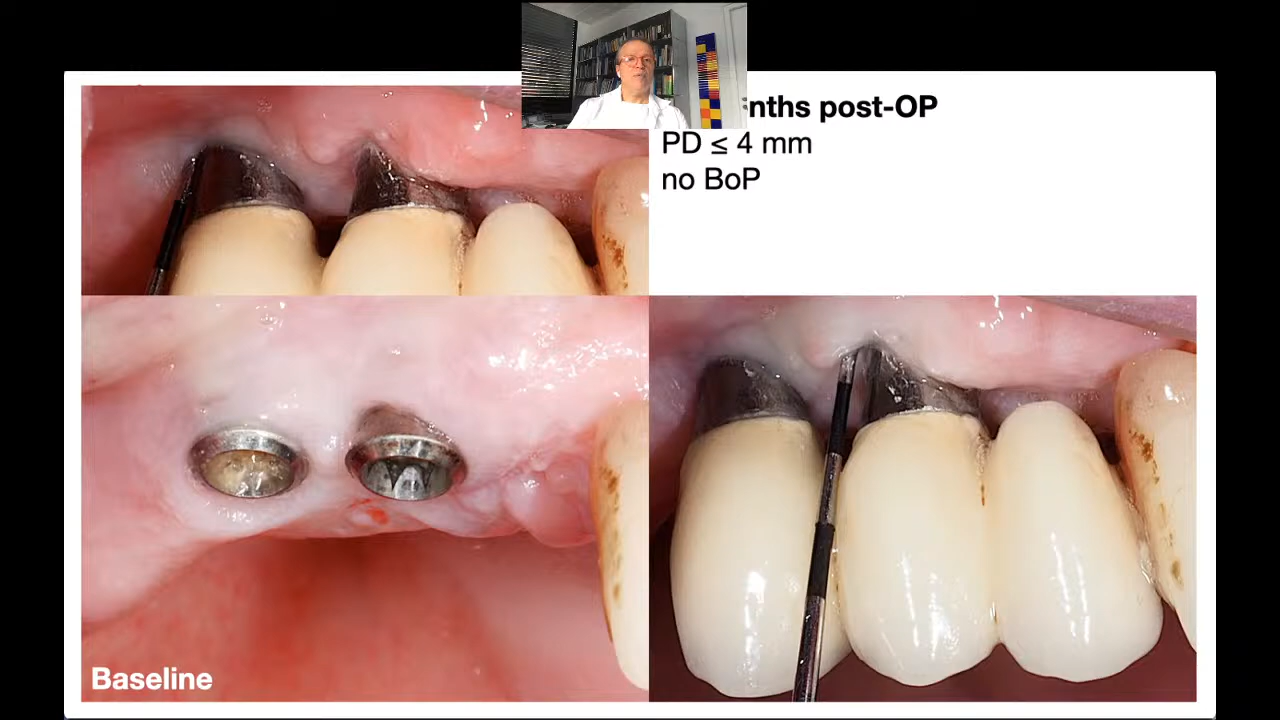 nths post-OP
PD ≤ 4 mm
no BoP
Baseline